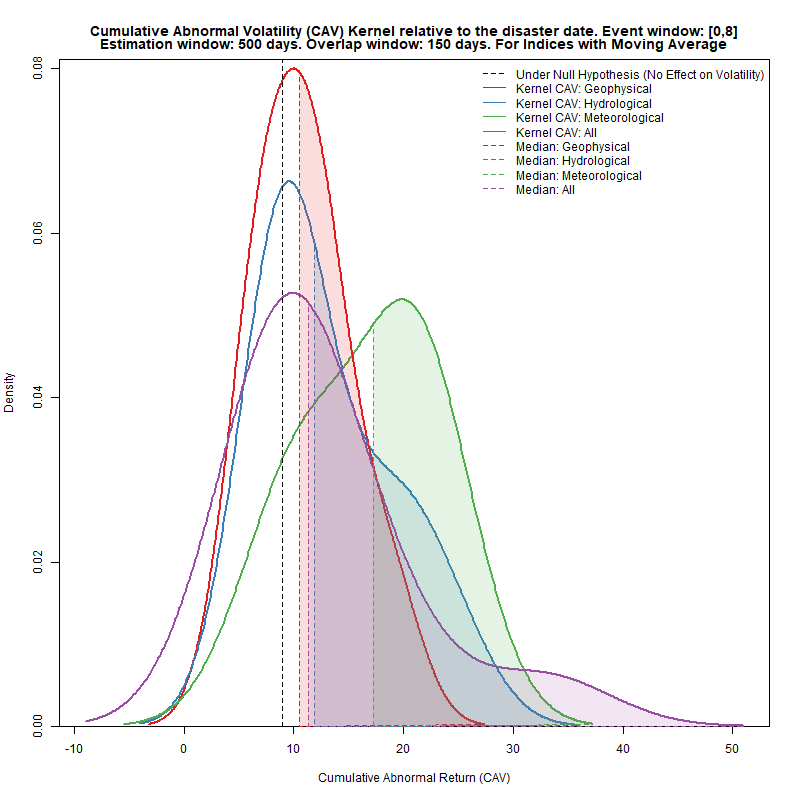 Cumulative Abnormal Volatility (CAV) Kernel relative to the disaster date. Event window: [0,8]
Estimation window: 500 days. Overlap window: 150 days. For Indices with Moving Average
Under Null Hypothesis (No Effect on Volatility)
Kernel CAV: Geophysical
Kernel CAV: Hydrological
Kernel CAV: Meteorological
Kernel CAV: All
Median: Geophysical
Median: Hydrological
Median: Meteorological
Median: All
0.08
0.06
0.04
0.02
0.00
Density
-10 0 10 20 30 40 50
Cumulative Abnormal Return (CAV)